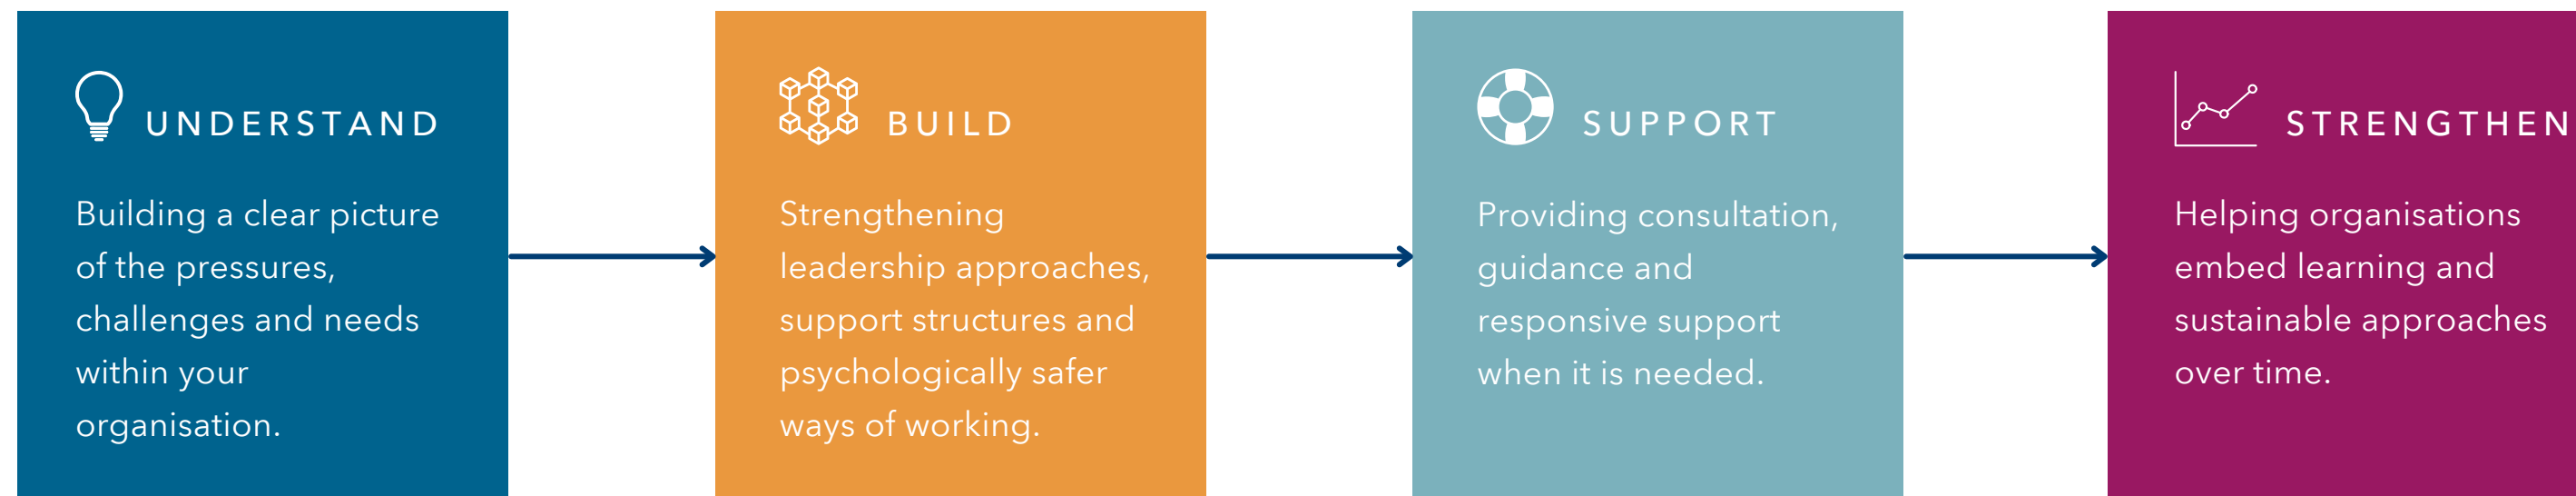 UNDERSTAND
Building a clear picture
of the pressures,
challenges and needs
within your
organisation.
BUILD
Strengthening
leadership approaches,
support structures and
psychologically safer
ways of working.
SUPPORT
Providing consultation,
guidance and
responsive support
when it is needed.
STRENGTHEN
Helping organisations
embed learning and
sustainable approaches
over time.